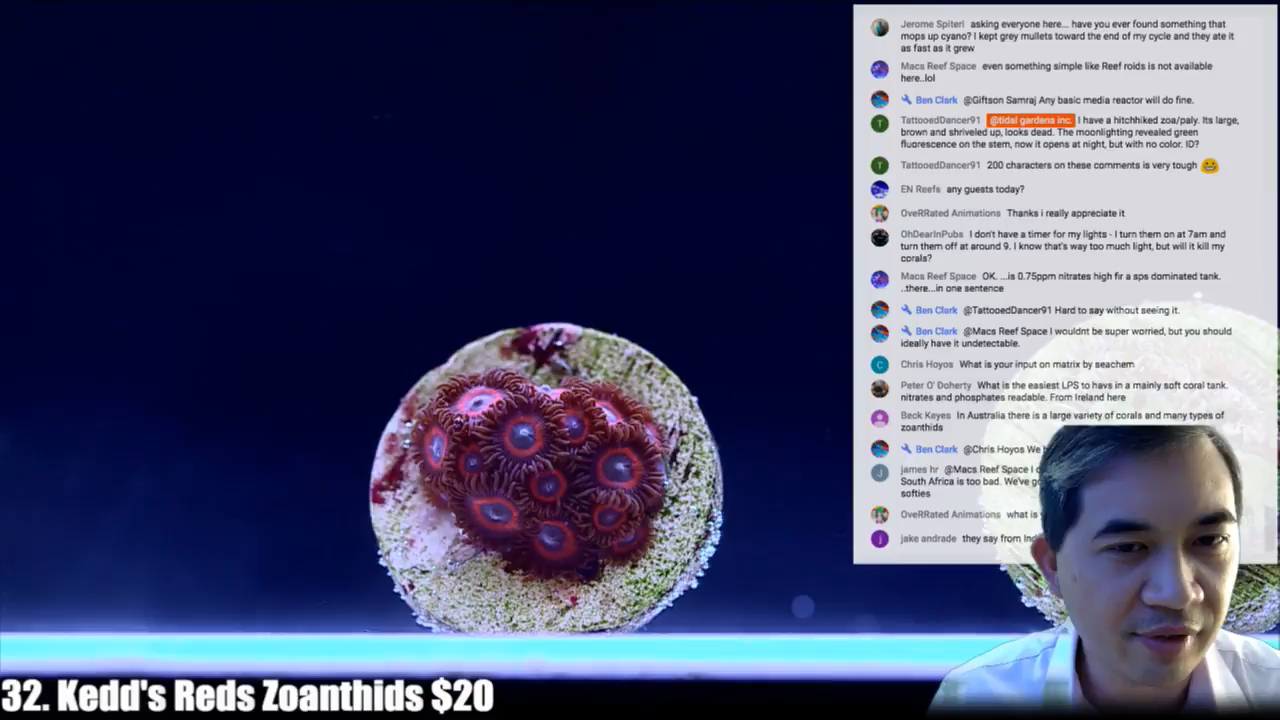 Jerome Spiteri asking everyone here... have you ever found something that
mops up cyano? I kept grey mullets toward the end of my cycle and they ate it
as fast as it grew
Macs Reef Space even something simple like Reef roids is not available
here..lol
Ben Clark @Giftson Samraj Any basic media reactor will do fine.
TattooedDancer91 @tidal gardens inc. I have a hitchhiked zoa/paly. Its large,
brown and shriveled up, looks dead. The moonlighting revealed green
fluorescence on the stem, now it opens at night, but with no color. ID?
TattooedDancer91 200 characters on these comments is very tough
EN Reefs any guests today?
OveRRated Animations Thanks i really appreciate it
OhDearInPubs I don't have a timer for my lights - I turn them on at 7am and
turn them off at around 9. I know that's way too much light, but will it kill my
corals?
Macs Reef Space OK. ...is 0.75ppm nitrates high fir a sps dominated tank.
..there...in one sentence
Ben Clark @TattooedDancer91 Hard to say without seeing it.
Ben Clark @Macs Reef Space I wouldnt be super worried, but you should
ideally have it undetectable.
C Chris Hoyos What is your input on matrix by seachem
Peter O' Doherty What is the easiest LPS to havs in a mainly soft coral tank.
nitrates and phosphates readable. From Ireland here
Beck Keyes In Australia there is a large variety of corals and many types of
zoanthids
Ben Clark @Chris Hoyos We
james hr @Macs Reef Space I
South Africa is too bad. We've
softies
OveRRated Animations what is
jake andrade they say from
32. Kedd's Reds Zoanthids $20